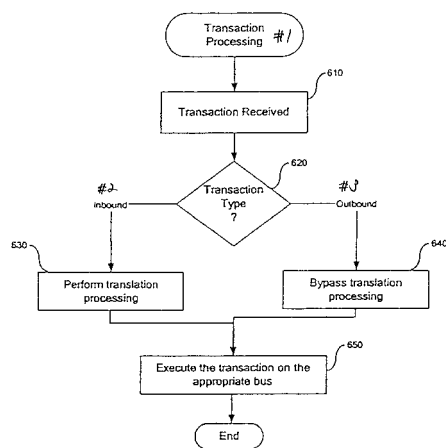 Transaction
Processing #1
610
Transaction Received
620
Transaction
Type
?
#2
Inbound
#3
Outbound
630
Perform translation
processing
640
Bypass translation
processing
650
Execute the transaction on the
appropriate bus
End